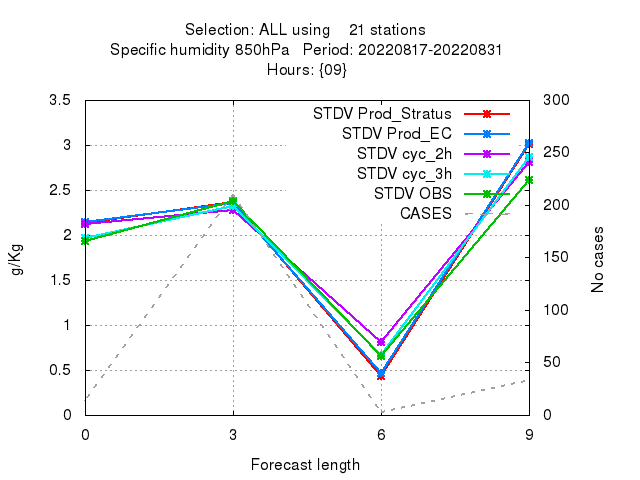 Selection: ALL using 21 stations
Specific humidity 850hPa Period: 20220817-20220831
Hours: {09}
3.5
3
2.5
2
1.5
1
0.5
0
g/Kg
STDV Prod_Stratus
STDV Prod_EC
STDV cyc_2h
STDV cyc_3h
STDV OBS
CASES
300
250
200
150
100
50
0
No cases
0 3 6 9
Forecast length